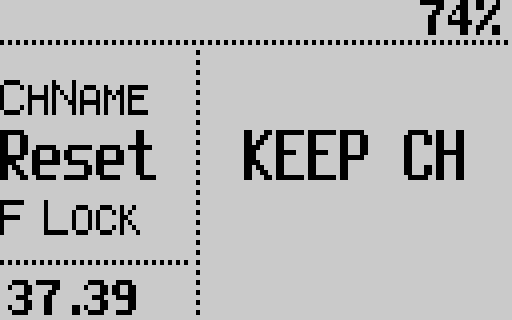 74%
ChName
Reset
KEEP CH
F Lock
37.39